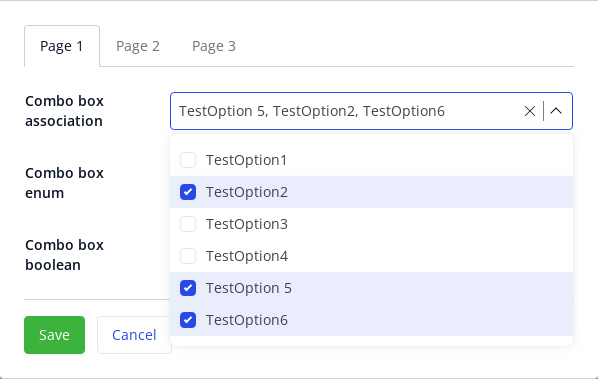 Page 1 Page 2 Page 3
Combo box
association
TestOption 5, TestOption2, TestOption6
TestOption1
Combo box
enum
TestOption2
TestOption3
Combo box
boolean
TestOption4
TestOption 5
TestOption6
Save Cancel